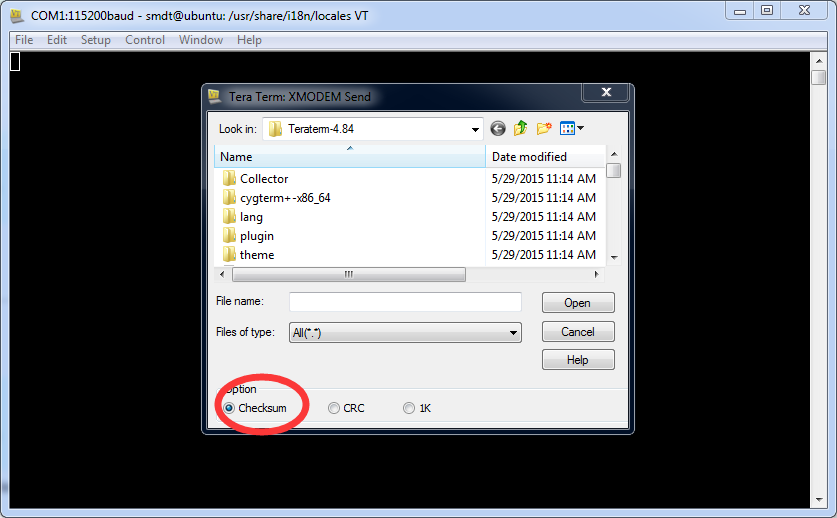 COM1:115200baud - smdt@ubuntu: /usr/share/i18n/locales VT
File Edit Setup Control Window Help
Tera Term: XMODEM Send
Look in: Teraterm-4.84
Name Date modified
Collector 5/29/2015 11:14 AM
cygterm+-x86_64 5/29/2015 11:14 AM
lang 5/29/2015 11:14 AM
plugin 5/29/2015 11:14 AM
theme 5/29/2015 11:14 AM
File name: Open
Files of type: All(*.*) Cancel
Help
Option
Checksum CRC 1K